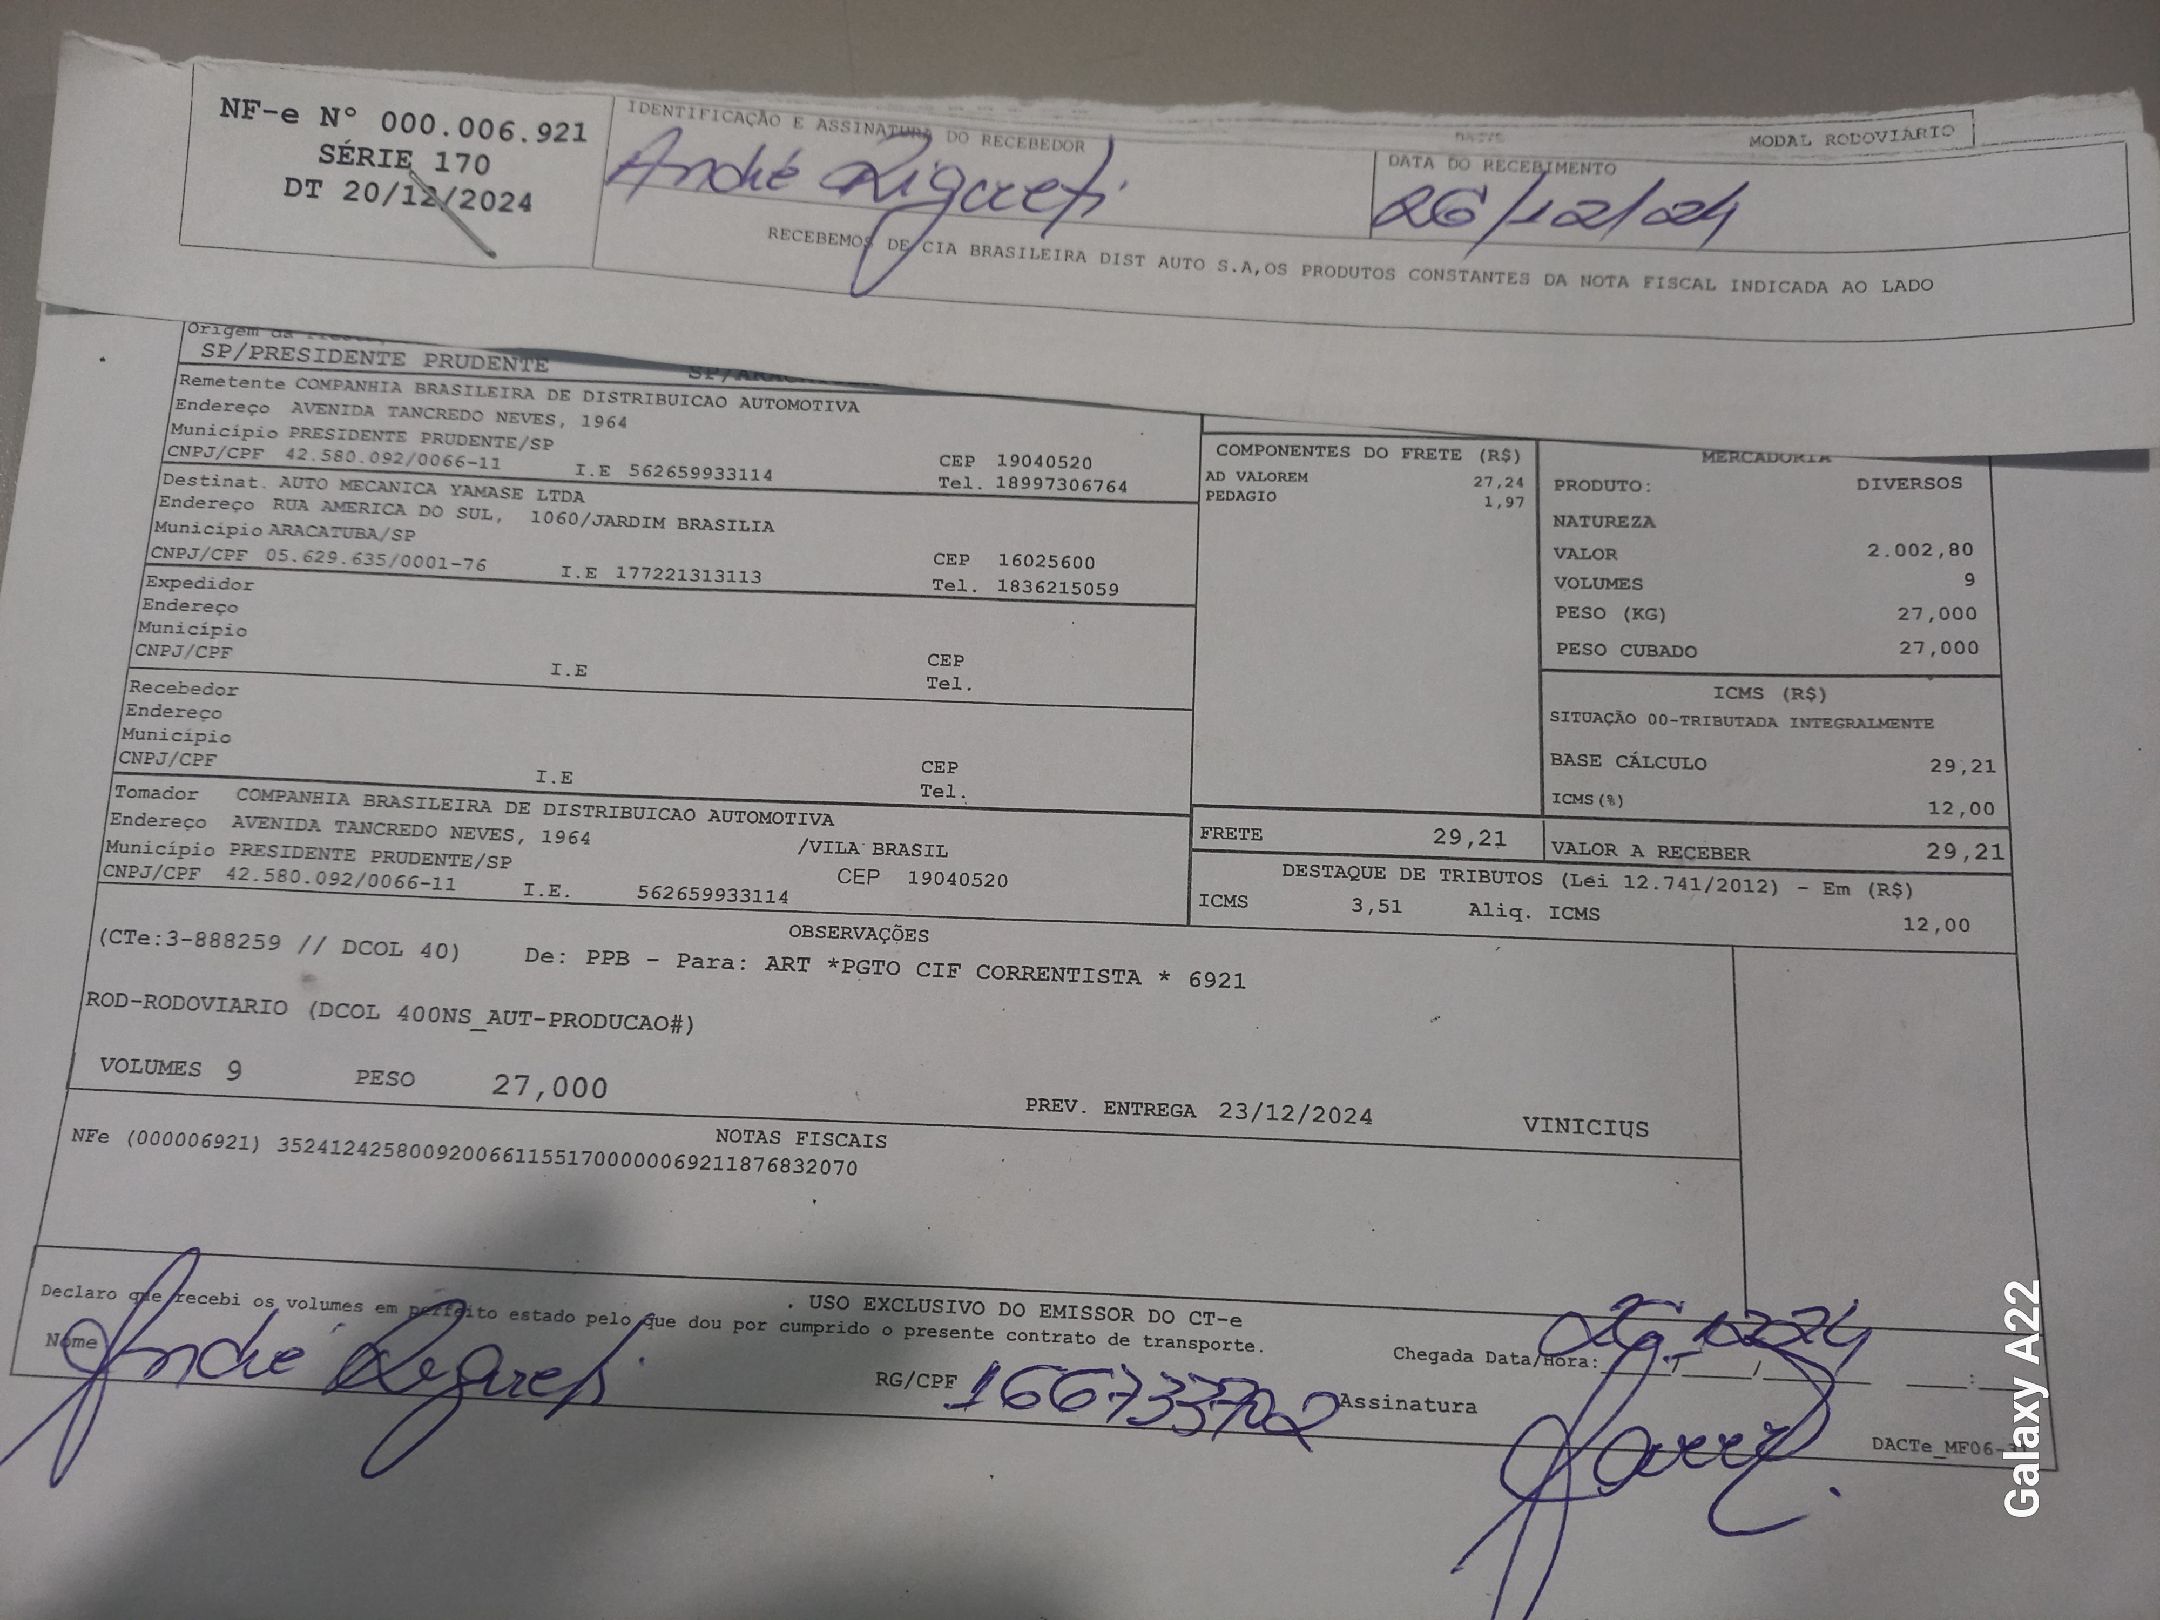 NF-e N° 000.006.921
SÉRIE 170
DT 20/12/2024
IDENTIFICAÇÃO E ASSINATURA DO RECEBEDOR
André
MODAL RODOVIÁRIO
DATA DO RECEBIMENTO
26/12/24
RECEBEMOS DE CIA BRASILEIRA DIST AUTO S.A,OS PRODUTOS CONSTANTES DA NOTA FISCAL INDICADA AO LADO
Origem da
SP/PRESIDENTE PRUDENTE
Remetente COMPANHIA BRASILEIRA DE DISTRIBUICAO AUTOMOTIVA
Endereço AVENIDA TANCREDO NEVES, 1964
Município PRESIDENTE PRUDENTE/SP
CNPJ/CPF 42.580.092/0066-11 I.E 562659933114 CEP 19040520
Tel. 18997306764
Destinat. AUTO MECANICA YAMASE LTDA
Endereço RUA AMERICA DO SUL, 1060/JARDIM BRASILIA
Município ARACATUBA/SP
CNPJ/CPF 05.629.635/0001-76 I.E 177221313113 CEP 16025600
Tel. 1836215059
Expedidor
Endereço
Município
CNPJ/CPF I.E CEP
Tel.
Recebedor
Endereço
Município
CNPJ/CPF I.E CEP
Tel.
Tomador COMPANHIA BRASILEIRA DE DISTRIBUICAO AUTOMOTIVA
Endereço AVENIDA TANCREDO NEVES, 1964 /VILA BRASIL
Município PRESIDENTE PRUDENTE/SP CEP 19040520
CNPJ/CPF 42.580.092/0066-11 I.E. 562659933114
COMPONENTES DO FRETE (R$)
AD VALOREM 27,24
PEDAGIO 1,97
MERCADORIA
PRODUTO: DIVERSOS
NATUREZA
VALOR 2.002,80
VOLUMES 9
PESO (KG) 27,000
PESO CUBADO 27,000
ICMS (R$)
SITUAÇÃO 00-TRIBUTADA INTEGRALMENTE
BASE CÁLCULO 29,21
ICMS(%) 12,00
FRETE 29,21 VALOR A RECEBER 29,21
DESTAQUE DE TRIBUTOS (Lei 12.741/2012) - Em (R$)
ICMS 3,51 Aliq. ICMS 12,00
OBSERVAÇÕES
(CTe:3-888259 // DCOL 40) De: PPB - Para: ART *PGTO CIF CORRENTISTA * 6921
ROD-RODOVIARIO (DCOL 400NS_AUT-PRODUCAO#)
VOLUMES 9 PESO 27,000 PREV. ENTREGA 23/12/2024 VINICIUS
NOTAS FISCAIS
NFe (000006921) 35241242580092006611551700000069211876832070
. USO EXCLUSIVO DO EMISSOR DO CT-e
Declaro que recebi os volumes em perfeito estado pelo que dou por cumprido o presente contrato de transporte.
Nome André RG/CPF 166733702 Assinatura
Chegada Data/Hora: 26 12 24
DACTe_MF06-
Galaxy A22